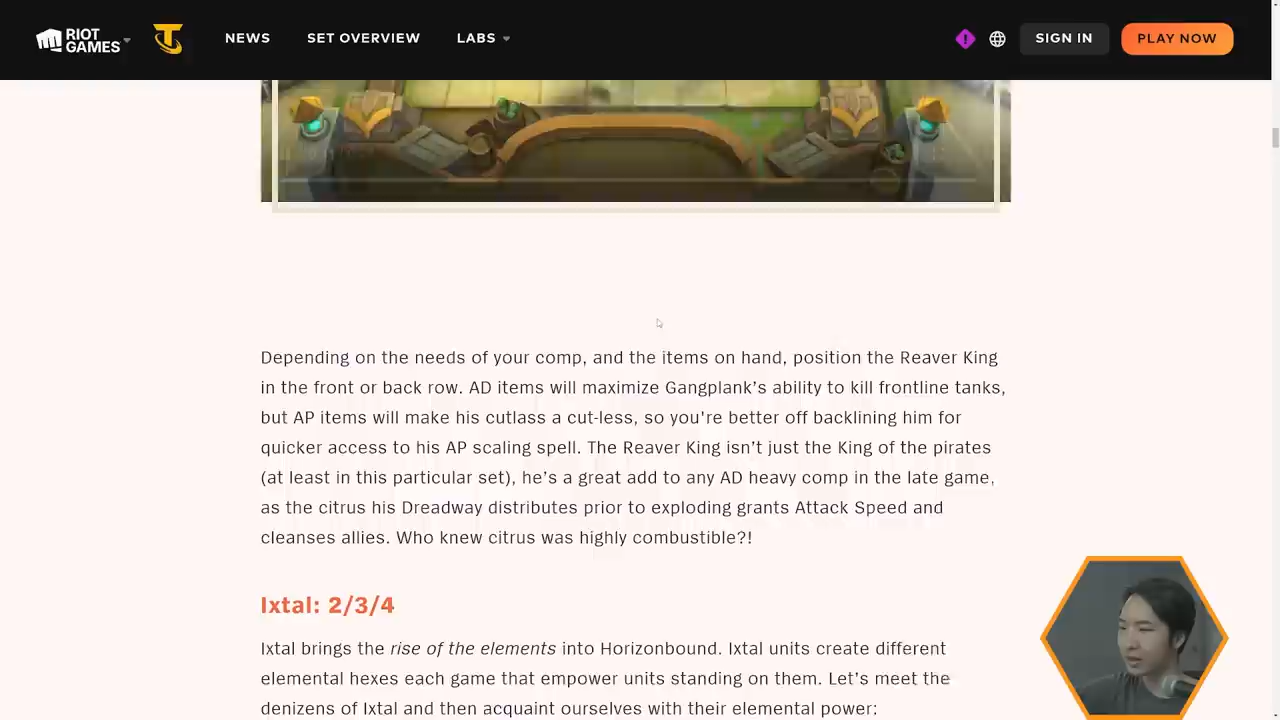 RIOT
GAMES
NEWS
SET OVERVIEW
LABS
SIGN IN
PLAY NOW
Depending on the needs of your comp, and the items on hand, position the Reaver King
in the front or back row. AD items will maximize Gangplank’s ability to kill frontline tanks,
but AP items will make his cutlass a cut-less, so you're better off backlining him for
quicker access to his AP scaling spell. The Reaver King isn’t just the King of the pirates
(at least in this particular set), he’s a great add to any AD heavy comp in the late game,
as the citrus his Dreadway distributes prior to exploding grants Attack Speed and
cleanses allies. Who knew citrus was highly combustible?!
Ixtal: 2/3/4
Ixtal brings the rise of the elements into Horizonbound. Ixtal units create different
elemental hexes each game that empower units standing on them. Let’s meet the
denizens of Ixtal and then acquaint ourselves with their elemental power: